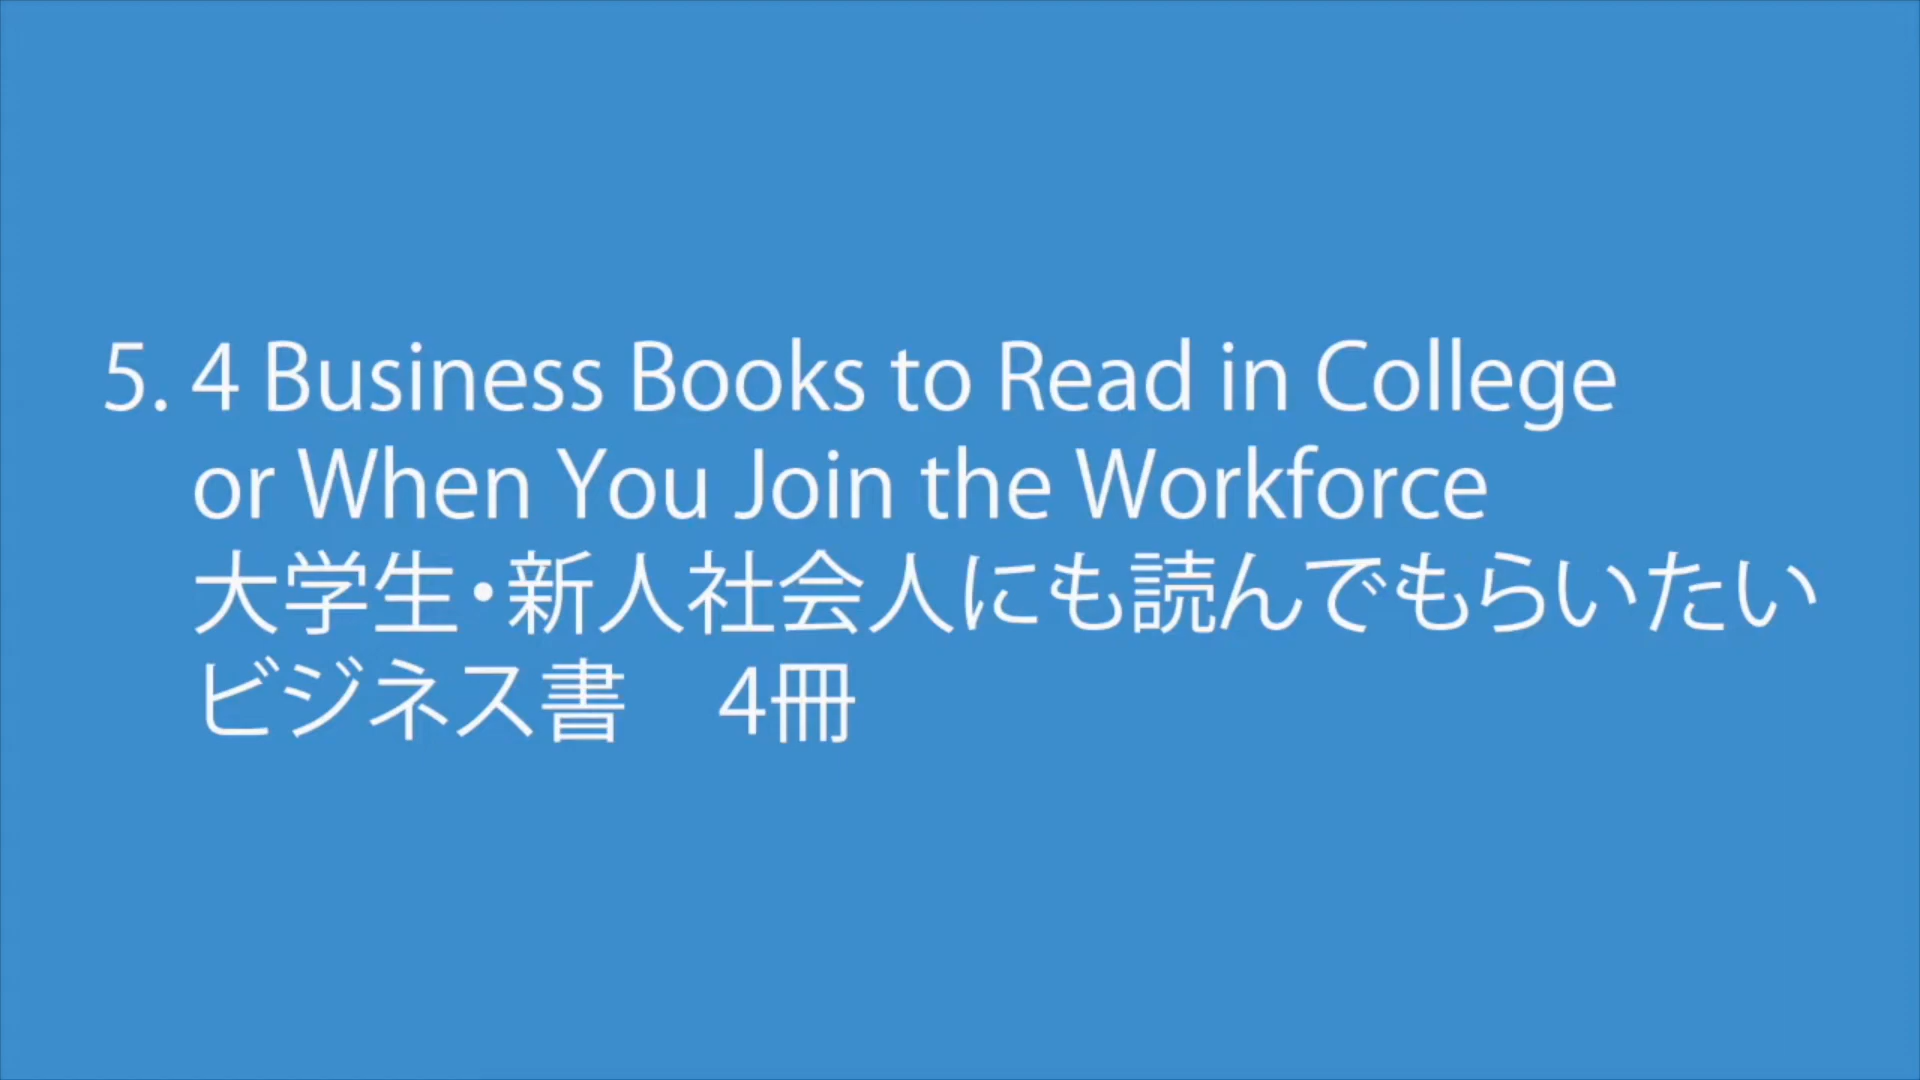 5. 4 Business Books to Read in College
or When You Join the Workforce
大学生・新人社会人にも読んでもらいたい
ビジネス書　4冊